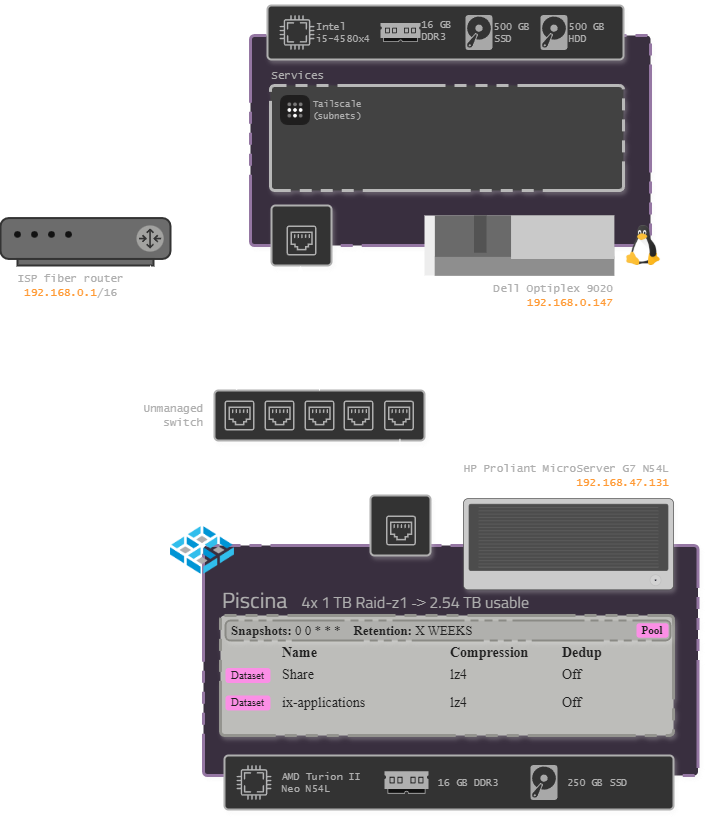 Intel
i5-4580x4
16 GB
DDR3
500 GB
SSD
500 GB
HDD
Services
Tailscale
(subnets)
ISP fiber router
192.168.0.1/16
Dell Optiplex 9020
192.168.0.147
Unmanaged
switch
HP Proliant MicroServer G7 N54L
192.168.47.131
Piscina 4x 1 TB Raid-z1 -> 2.54 TB usable
Snapshots: 0 0 * * * Retention: X WEEKS Pool
Name Compression Dedup
Dataset Share lz4 Off
Dataset ix-applications lz4 Off
AMD Turion II
Neo N54L
16 GB DDR3
250 GB SSD